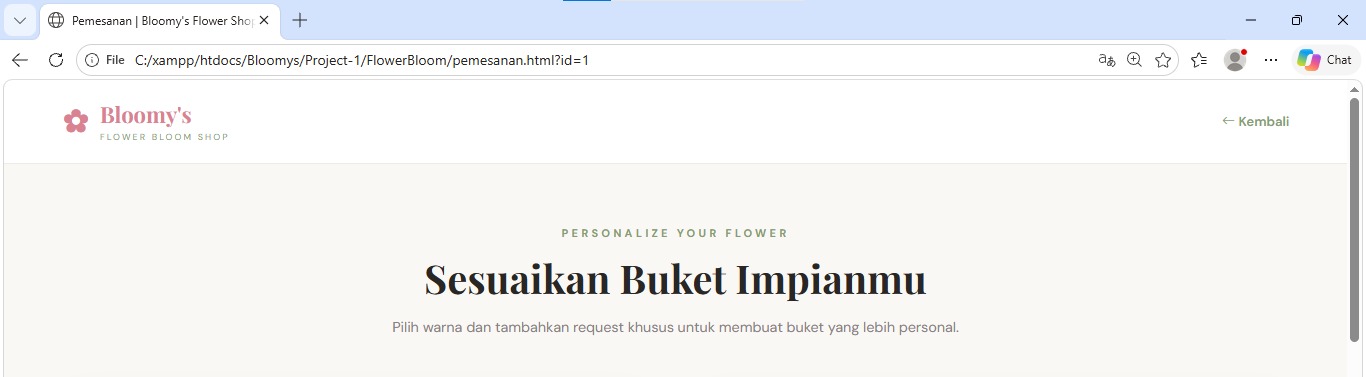 Pemesanan | Bloomy's Flower Shop
File C:/xampp/htdocs/Bloomys/Project-1/FlowerBloom/pemesanan.html?id=1
Chat
Bloomy's
FLOWER BLOOM SHOP
← Kembali
PERSONALIZE YOUR FLOWER
Sesuaikan Buket Impianmu
Pilih warna dan tambahkan request khusus untuk membuat buket yang lebih personal.